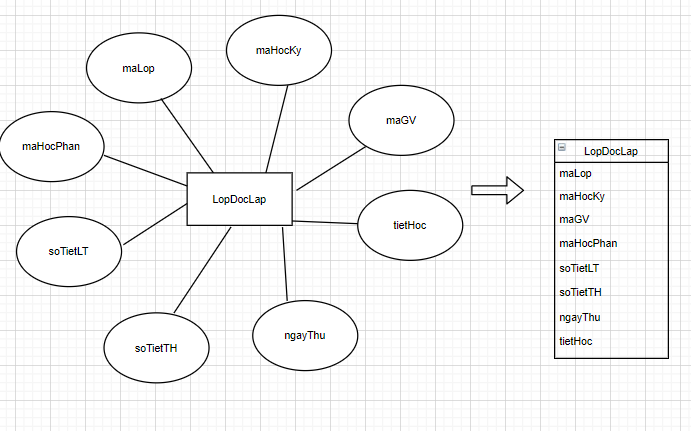 maHocKy
maLop
maGV
maHocPhan
LopDocLap
tietHoc
soTietLT
ngayThu
soTietTH
LopDocLap
maLop
maHocKy
maGV
maHocPhan
soTietLT
soTietTH
ngayThu
tietHoc